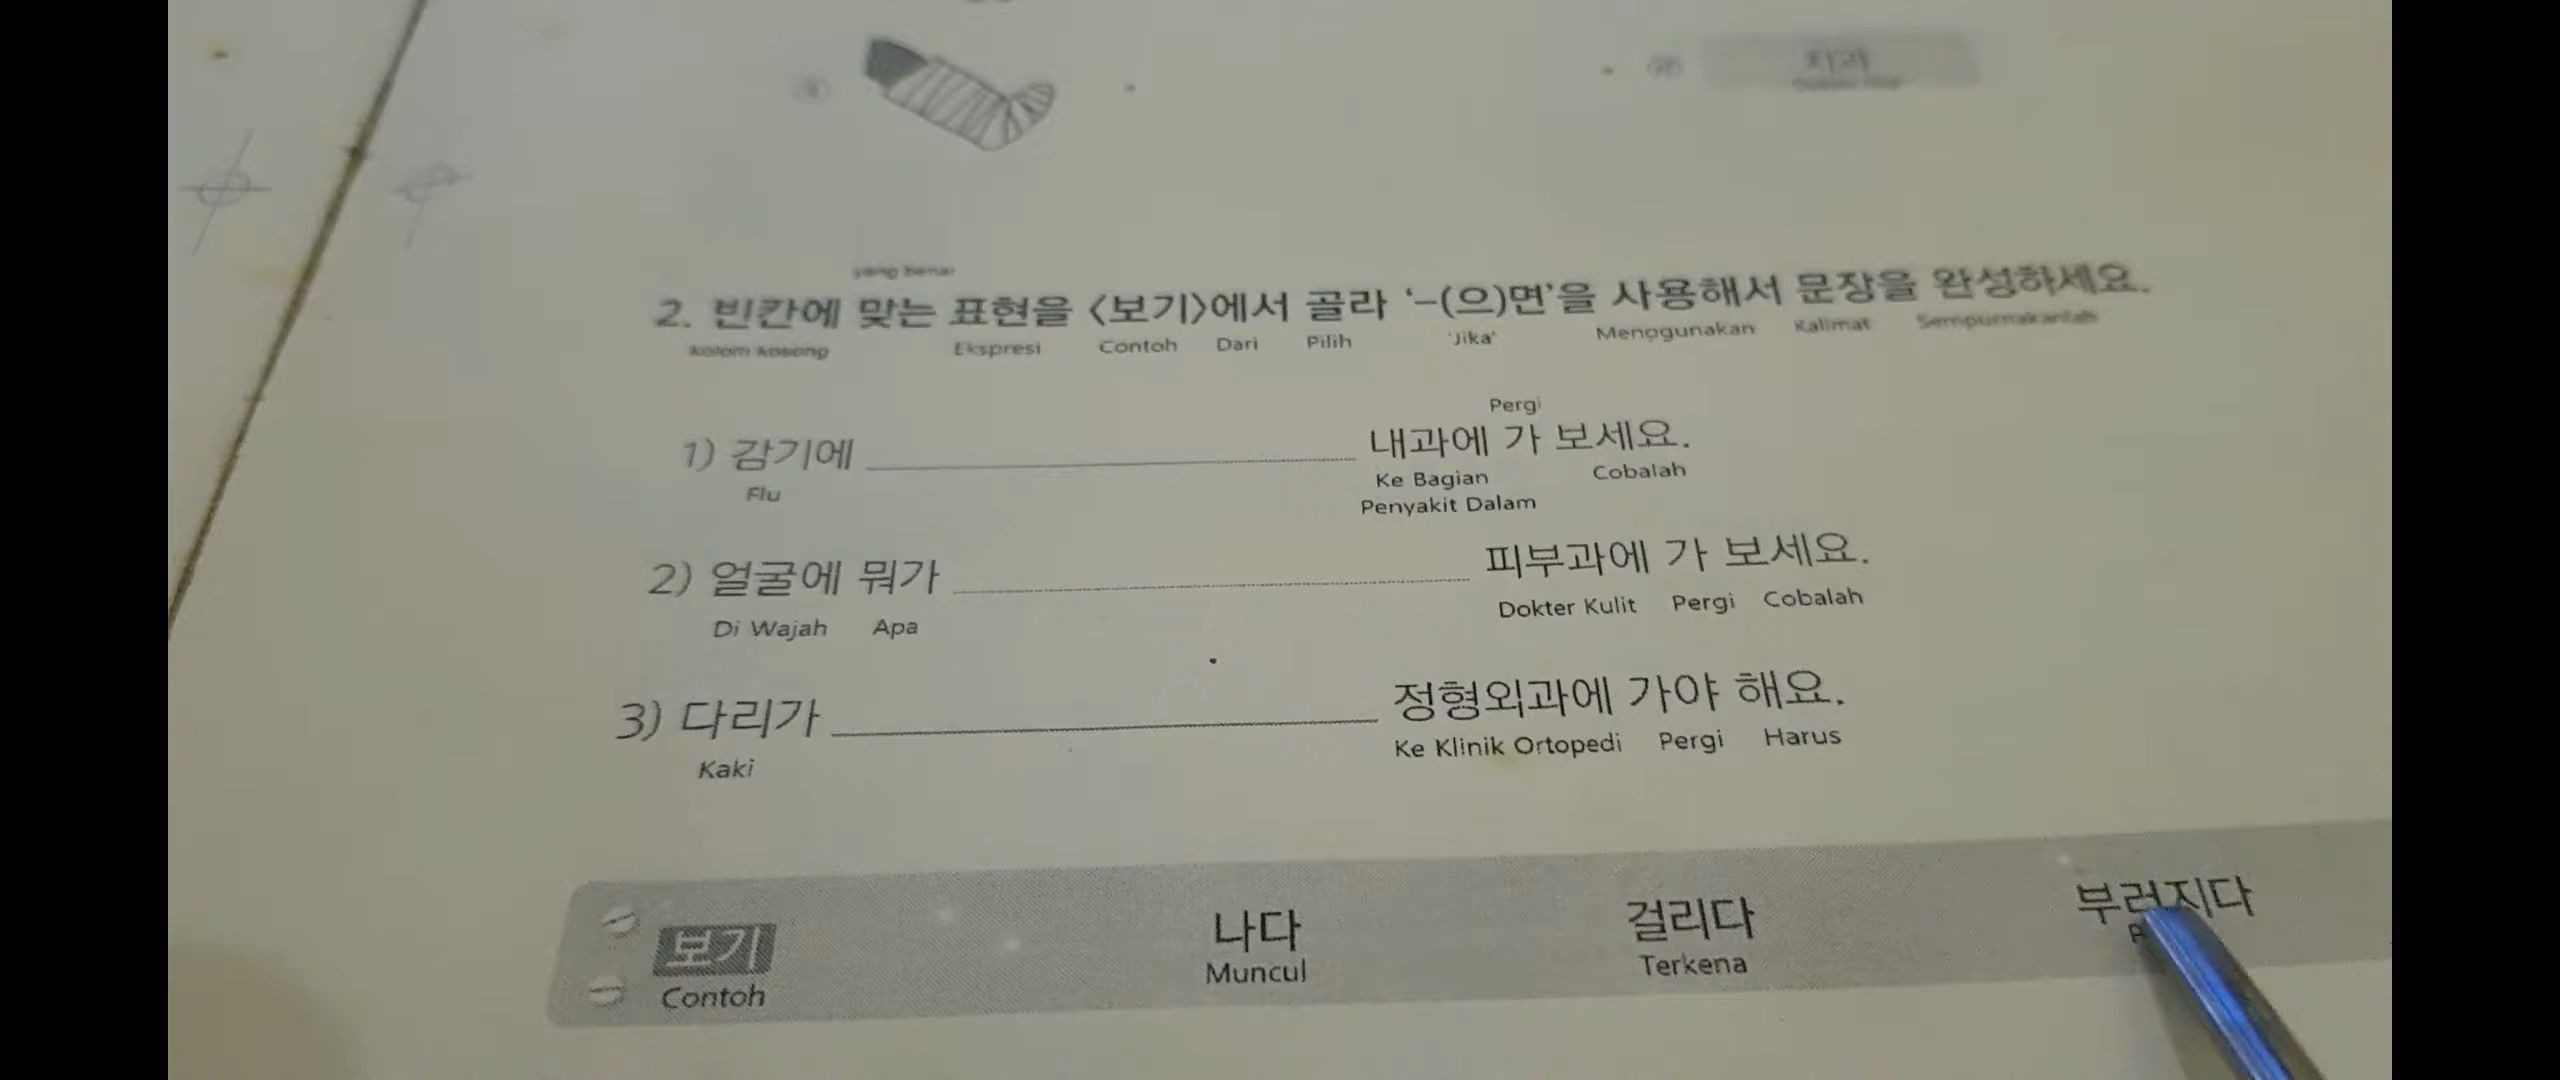 치과
yang benar
2. 빈칸에 맞는 표현을 <보기>에서 골라 '-(으)면'을 사용해서 문장을 완성하세요.
kolom kosong Ekspresi Contoh Dari Pilih 'Jika' Menggunakan Kalimat Sempurnakanlah
Pergi
1) 감기에 내과에 가 보세요.
Flu Ke Bagian Cobalah
Penyakit Dalam
2) 얼굴에 뭐가 피부과에 가 보세요.
Di Wajah Apa Dokter Kulit Pergi Cobalah
3) 다리가 정형외과에 가야 해요.
Kaki Ke Klinik Ortopedi Pergi Harus
보기 나다 걸리다 부러지다
Contoh Muncul Terkena